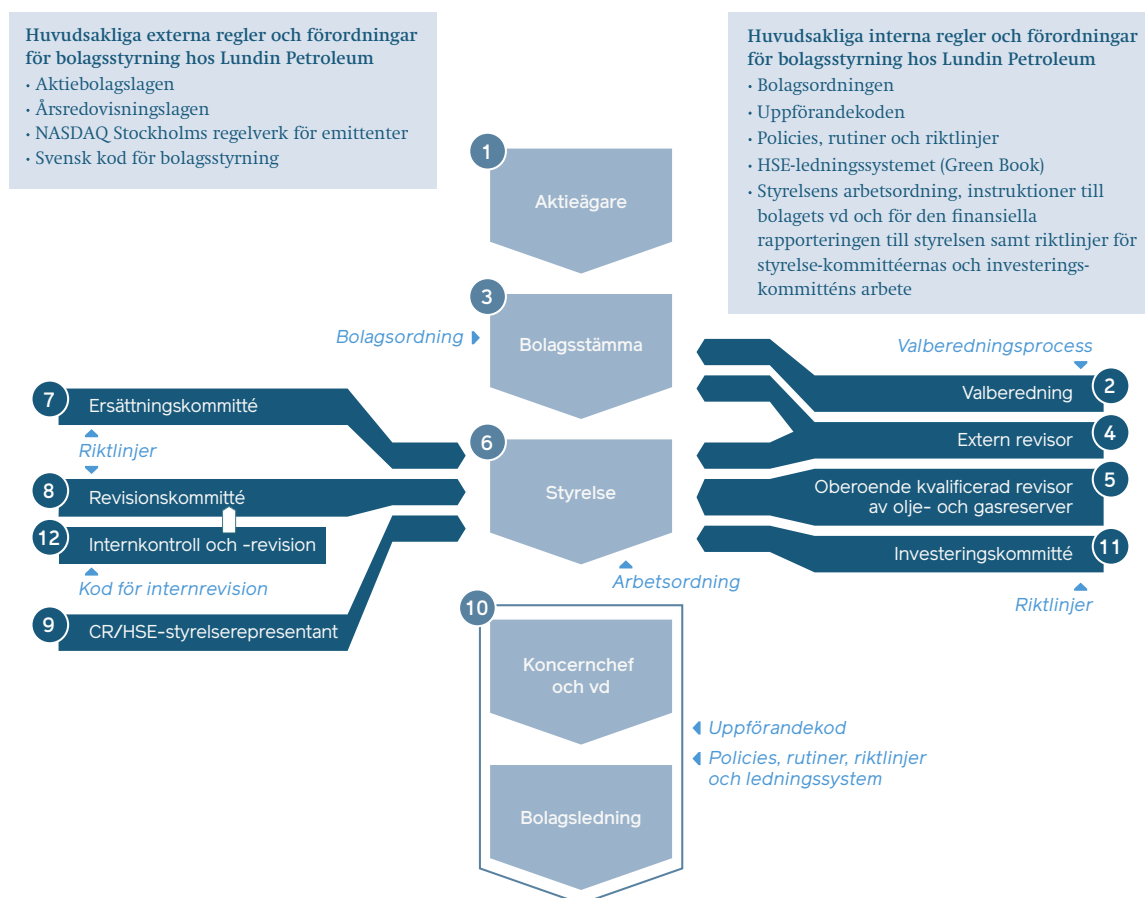 Huvudsakliga externa regler och förordningar
för bolagsstyrning hos Lundin Petroleum
· Aktiebolagslagen
· Årsredovisningslagen
· NASDAQ Stockholms regelverk för emittenter
· Svensk kod för bolagsstyrning
Huvudsakliga interna regler och förordningar
för bolagsstyrning hos Lundin Petroleum
· Bolagsordningen
· Uppförandekoden
· Policies, rutiner och riktlinjer
· HSE-ledningssystemet (Green Book)
· Styrelsens arbetsordning, instruktioner till
bolagets vd och för den finansiella
rapporteringen till styrelsen samt riktlinjer för
styrelse-kommittéernas och investerings-
kommitténs arbete
1
Aktieägare
3
Bolagsordning
Bolagsstämma
Valberedningsprocess
2
Valberedning
7
Ersättningskommitté
4
Extern revisor
Riktlinjer
6
Styrelse
8
Revisionskommitté
5
Oberoende kvalificerad revisor
av olje- och gasreserver
12
Internkontroll och -revision
11
Investeringskommitté
Kod för internrevision
Arbetsordning
Riktlinjer
9
CR/HSE-styrelserepresentant
10
Koncernchef
och vd
Uppförandekod
Policies, rutiner, riktlinjer
och ledningssystem
Bolagsledning